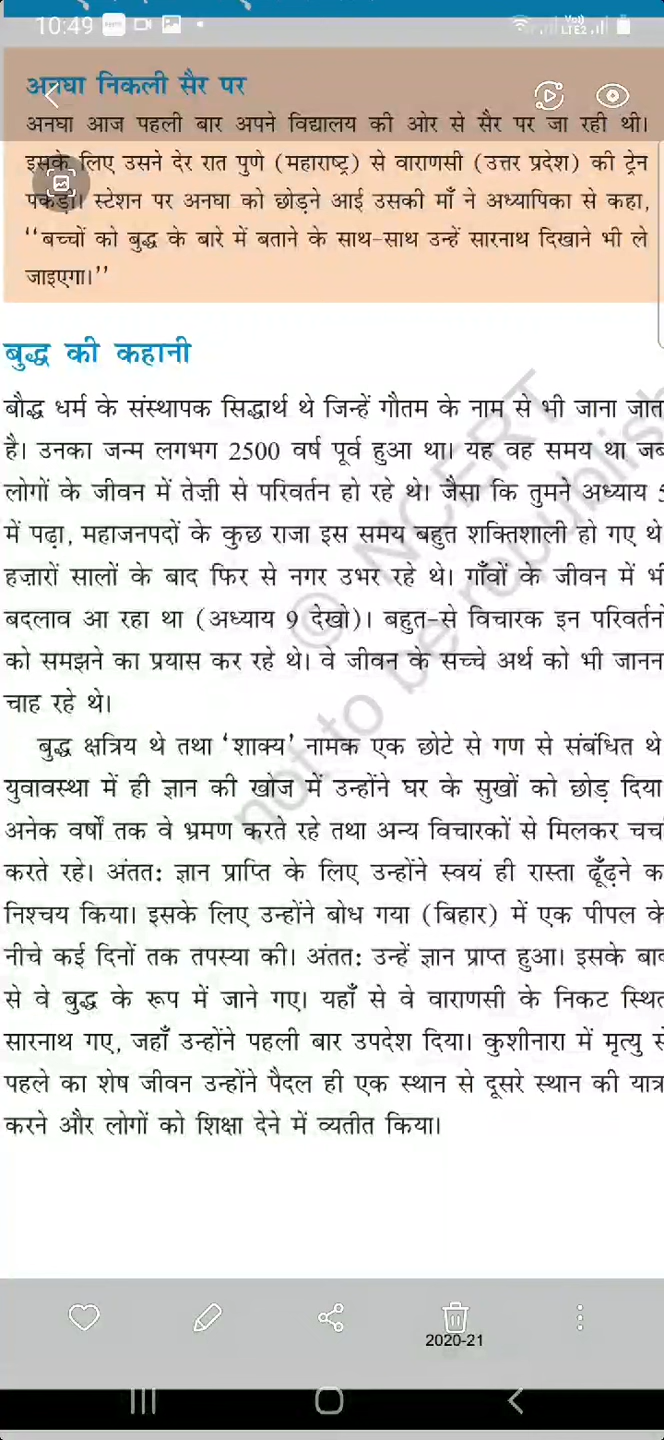 10:49
LTE2
अनघा निकली सैर पर
अनघा आज पहली बार अपने विद्यालय की ओर से सैर पर जा रही थी।
इसके लिए उसने देर रात पुणे (महाराष्ट्र) से वाराणसी (उत्तर प्रदेश) की ट्रेन
पकड़ी। स्टेशन पर अनघा को छोड़ने आई उसकी माँ ने अध्यापिका से कहा,
“बच्चों को बुद्ध के बारे में बताने के साथ-साथ उन्हें सारनाथ दिखाने भी ले
जाइएगा।”
बुद्ध की कहानी
बौद्ध धर्म के संस्थापक सिद्धार्थ थे जिन्हें गौतम के नाम से भी जाना जात
है। उनका जन्म लगभग 2500 वर्ष पूर्व हुआ था। यह वह समय था जब
लोगों के जीवन में तेज़ी से परिवर्तन हो रहे थे। जैसा कि तुमने अध्याय 5
में पढ़ा, महाजनपदों के कुछ राजा इस समय बहुत शक्तिशाली हो गए थे
हज़ारों सालों के बाद फिर से नगर उभर रहे थे। गाँवों के जीवन में भी
बदलाव आ रहा था (अध्याय 9 देखो)। बहुत-से विचारक इन परिवर्तनो
को समझने का प्रयास कर रहे थे। वे जीवन के सच्चे अर्थ को भी जानन
चाह रहे थे।
बुद्ध क्षत्रिय थे तथा ‘शाक्य’ नामक एक छोटे से गण से संबंधित थे
युवावस्था में ही ज्ञान की खोज में उन्होंने घर के सुखों को छोड़ दिया
अनेक वर्षों तक वे भ्रमण करते रहे तथा अन्य विचारकों से मिलकर चर्चा
करते रहे। अंतत: ज्ञान प्राप्ति के लिए उन्होंने स्वयं ही रास्ता ढूँढ़ने क
निश्चय किया। इसके लिए उन्होंने बोध गया (बिहार) में एक पीपल के
नीचे कई दिनों तक तपस्या की। अंतत: उन्हें ज्ञान प्राप्त हुआ। इसके बाद
से वे बुद्ध के रूप में जाने गए। यहाँ से वे वाराणसी के निकट स्थित
सारनाथ गए, जहाँ उन्होंने पहली बार उपदेश दिया। कुशीनारा में मृत्यु से
पहले का शेष जीवन उन्होंने पैदल ही एक स्थान से दूसरे स्थान की यात्र
करने और लोगों को शिक्षा देने में व्यतीत किया।
© NCERT
not to be republish
2020-21